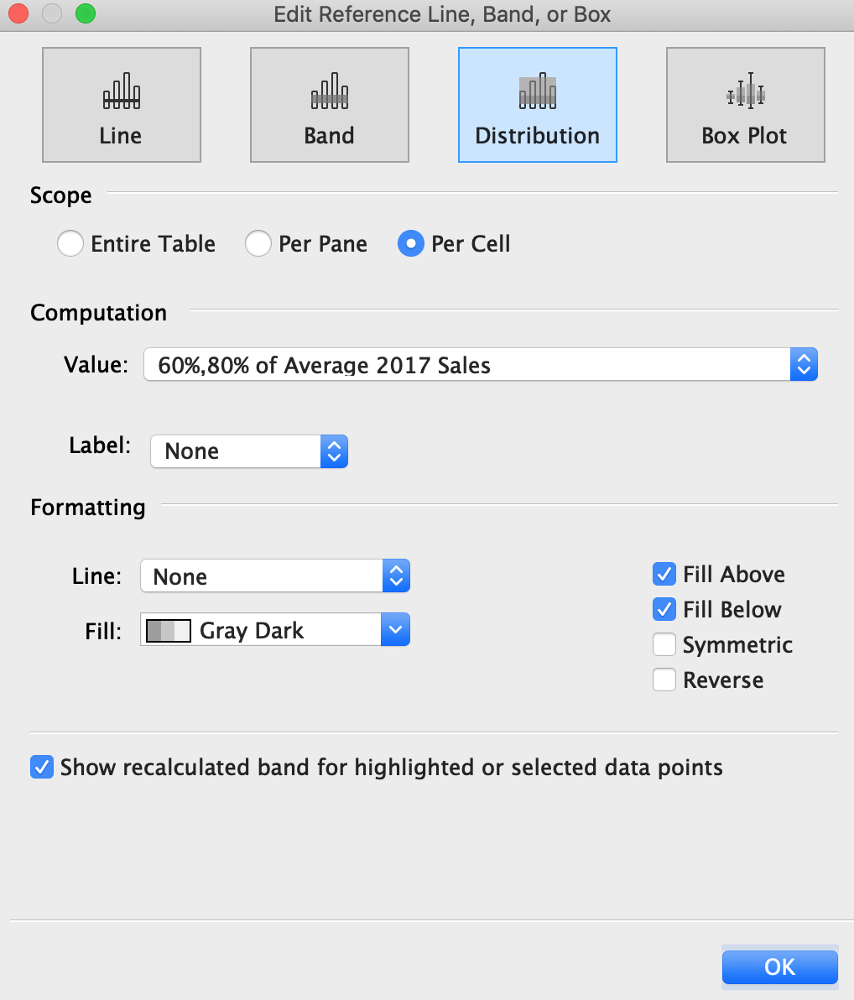 Edit Reference Line, Band, or Box
Line Band Distribution Box Plot
Scope
Entire Table Per Pane Per Cell
Computation
Value: 60%,80% of Average 2017 Sales
Label: None
Formatting
Line: None Fill Above
Fill Below
Fill: Gray Dark
Symmetric
Reverse
Show recalculated band for highlighted or selected data points
OK